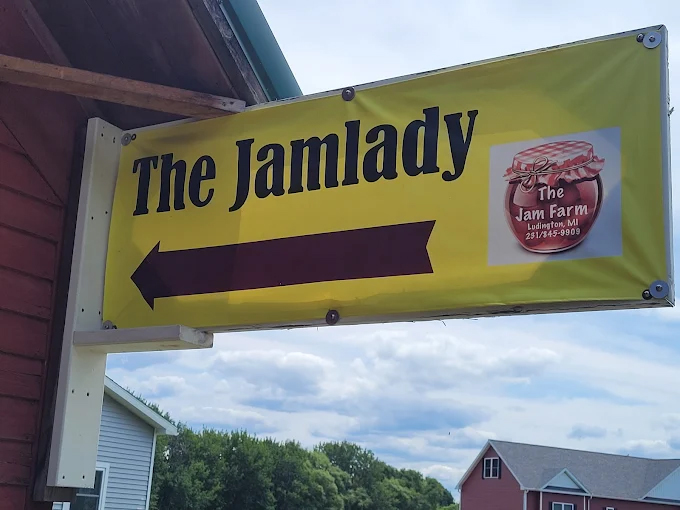 The Jamlady
The
Jam Farm
Ludington, MI
231/845-9909